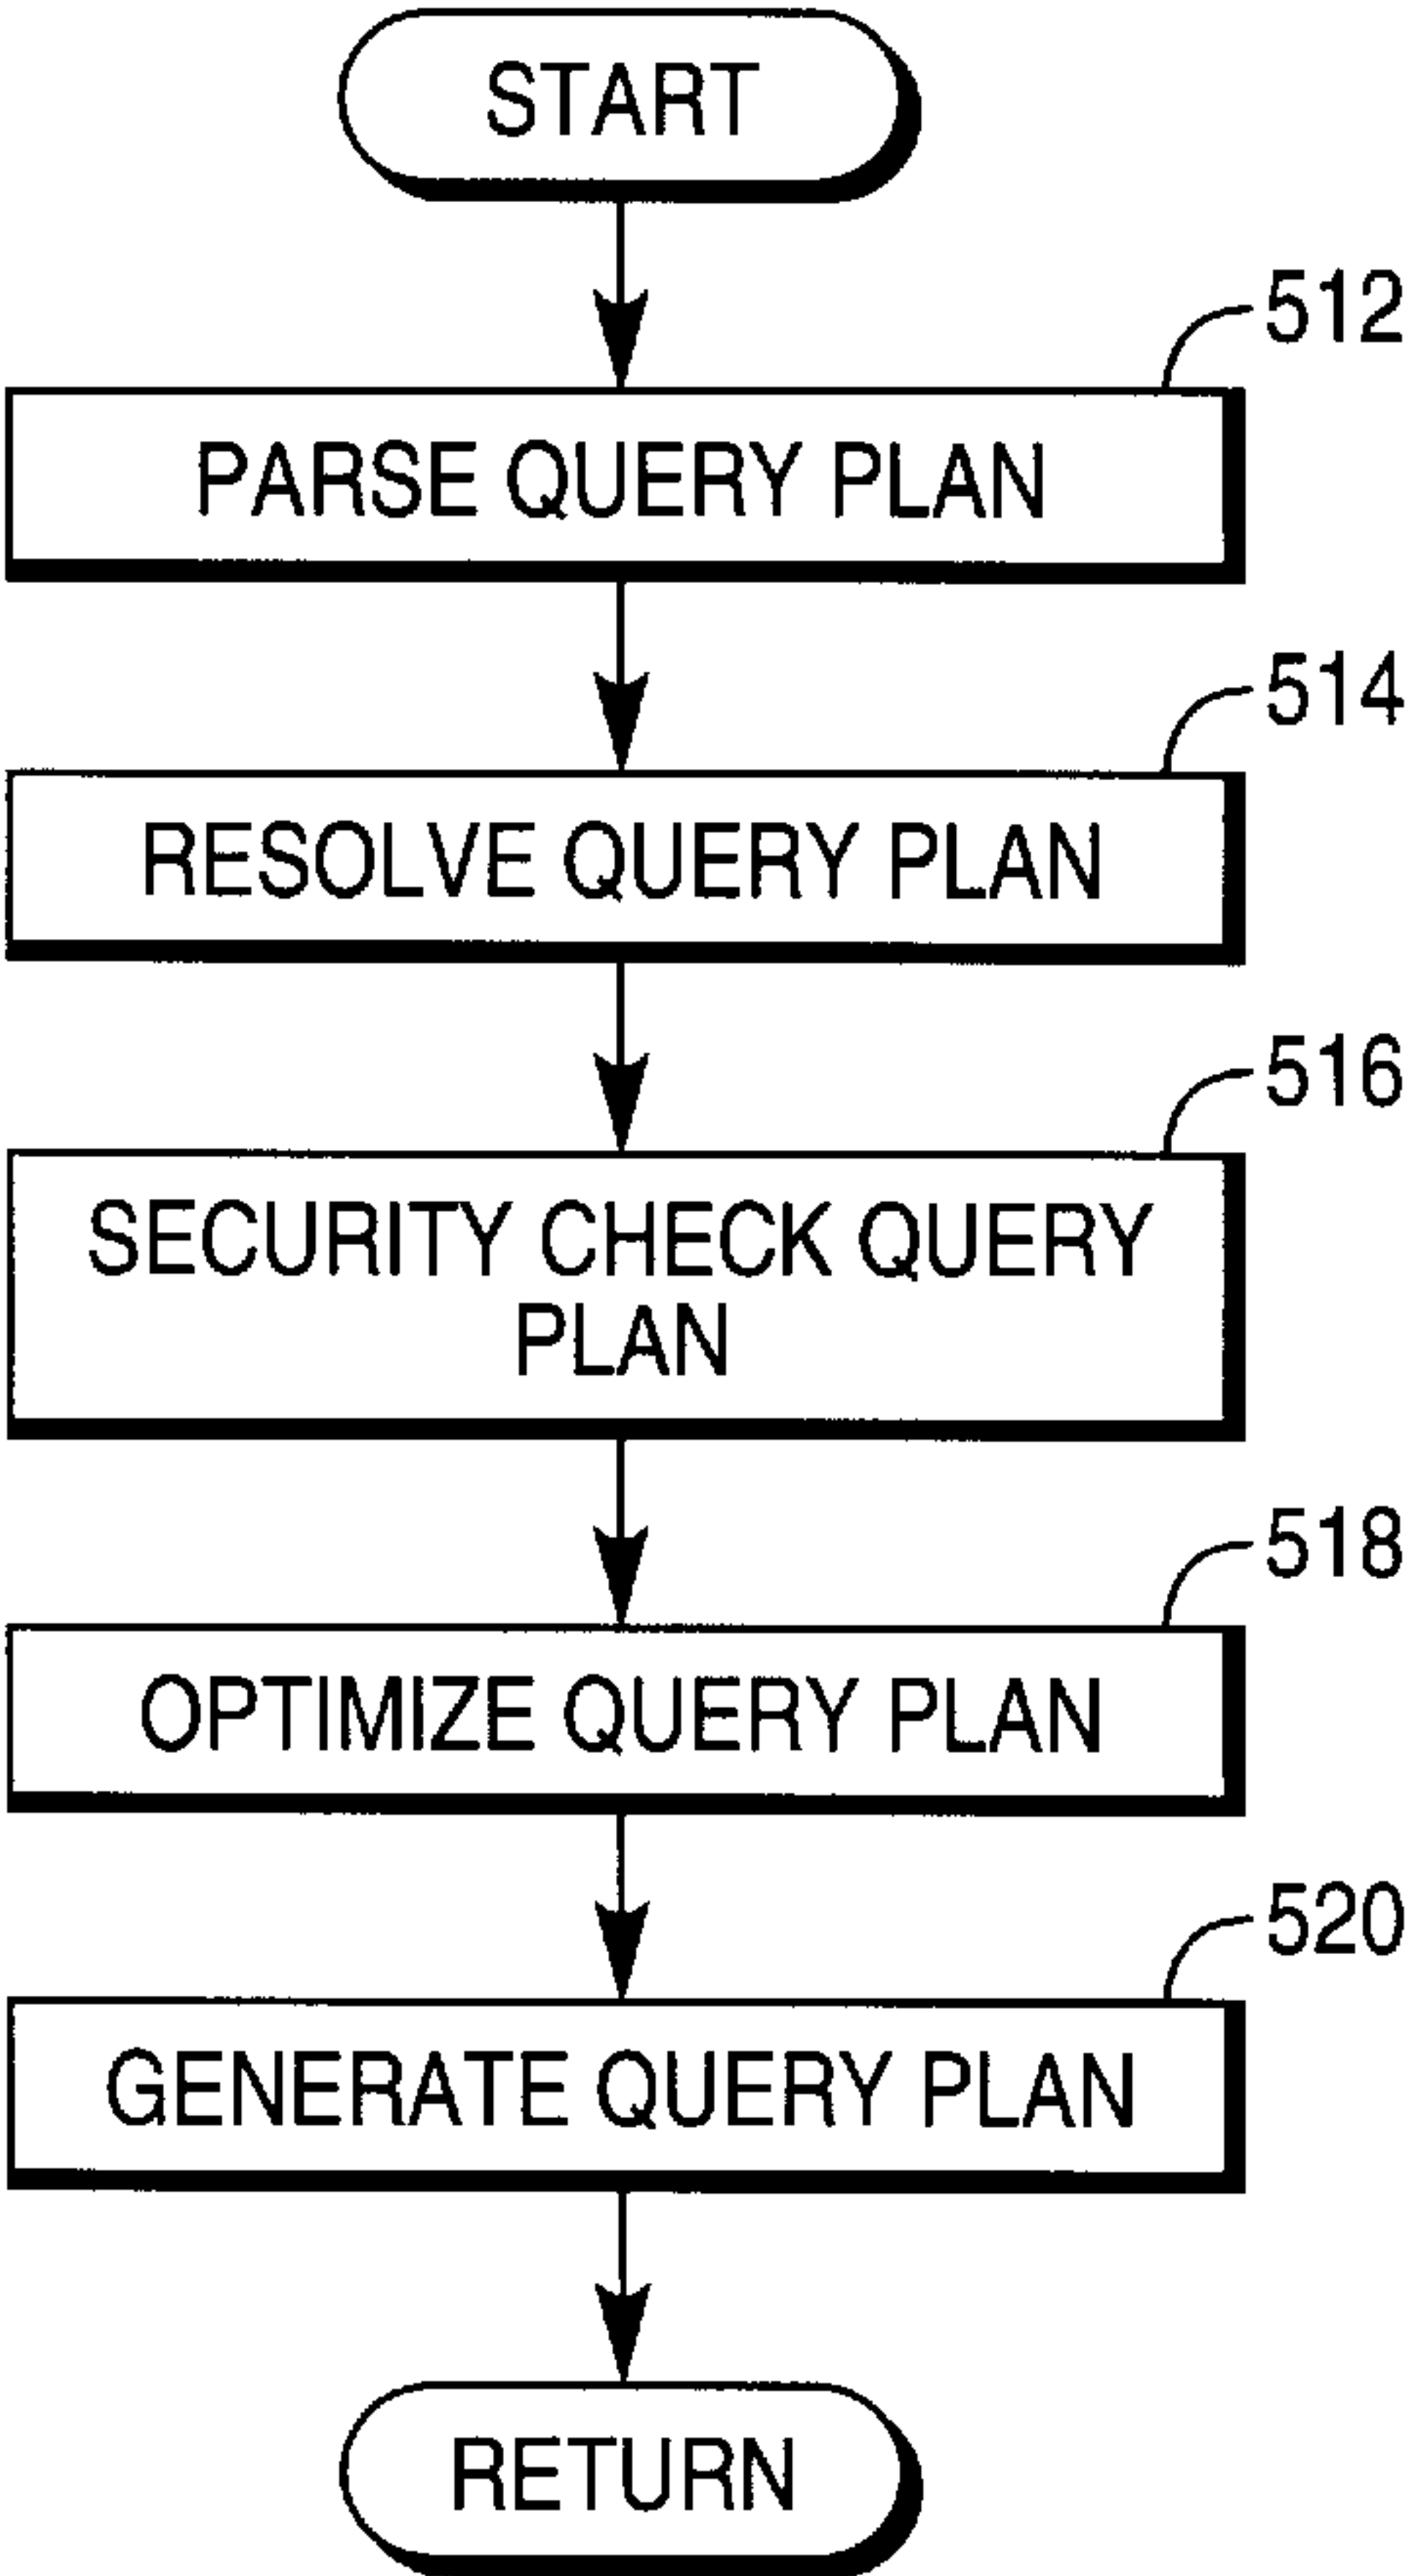 START
512
PARSE QUERY PLAN
514
RESOLVE QUERY PLAN
516
SECURITY CHECK QUERY
PLAN
518
OPTIMIZE QUERY PLAN
520
GENERATE QUERY PLAN
RETURN